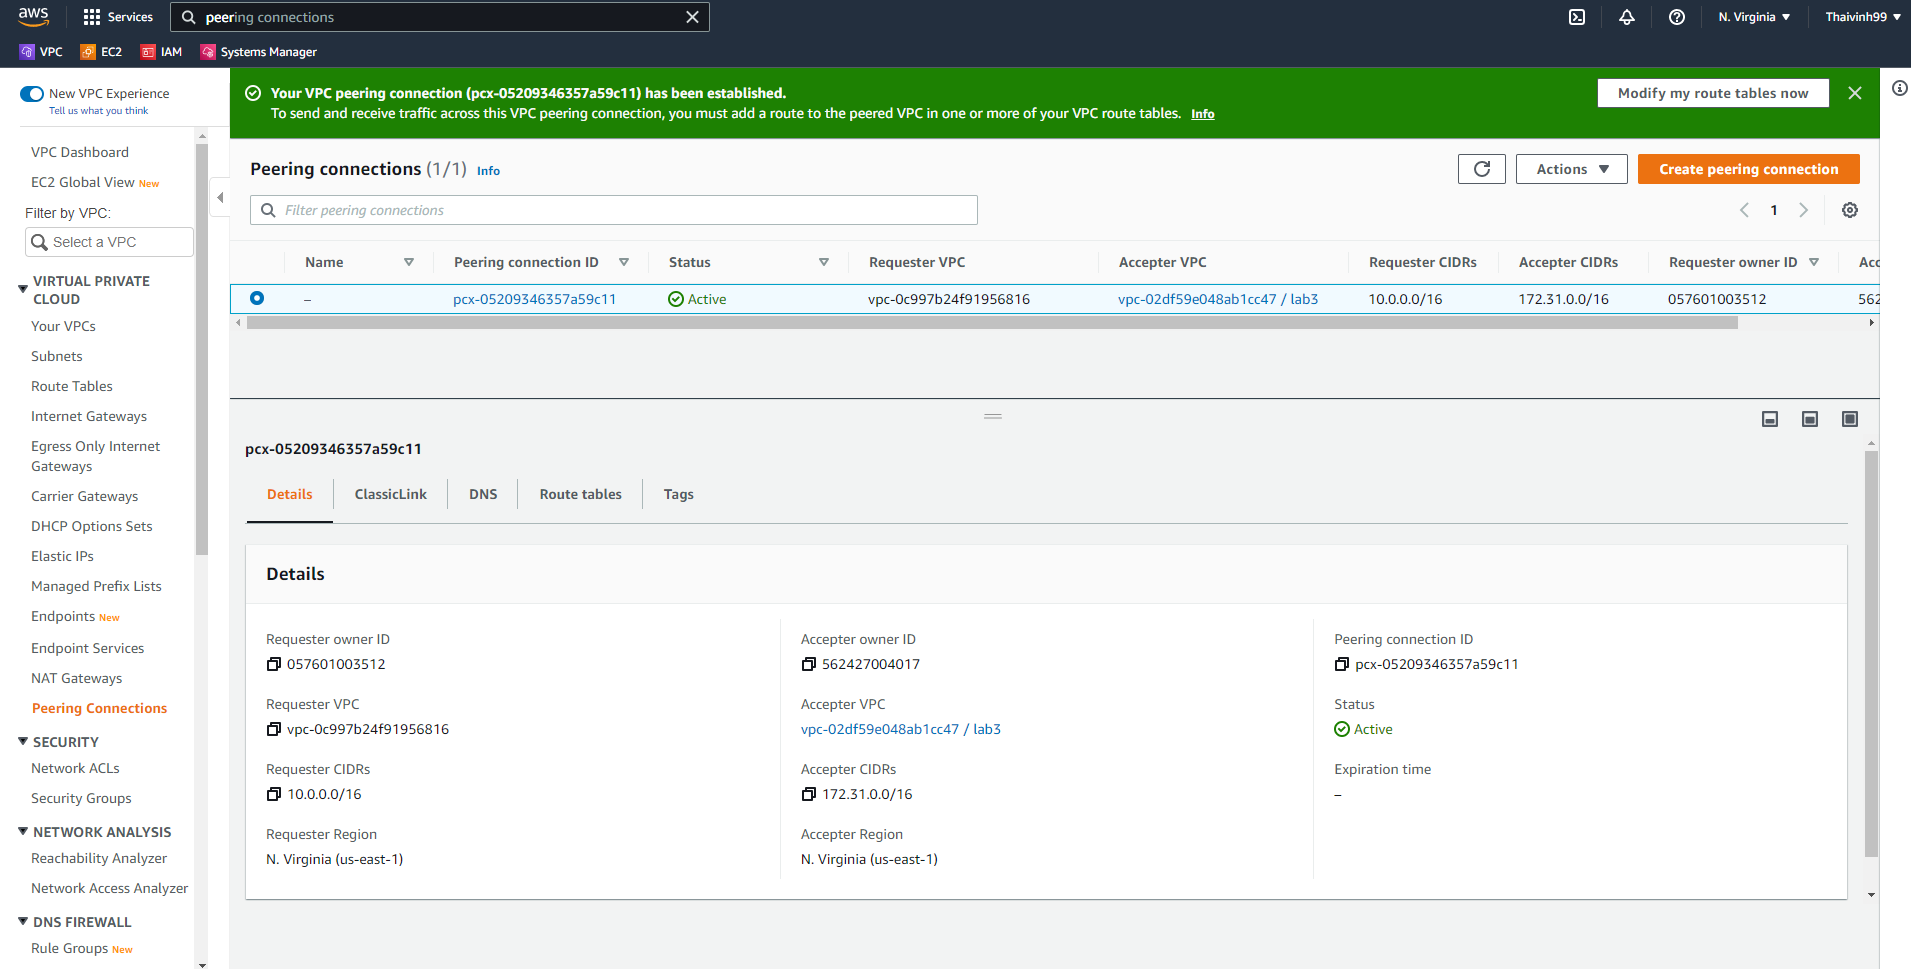 aws
Services
peering connections
N. Virginia
Thaivinh99
VPC
EC2
IAM
Systems Manager
New VPC Experience
Tell us what you think
VPC Dashboard
EC2 Global View New
Filter by VPC:
Select a VPC
VIRTUAL PRIVATE
CLOUD
Your VPCs
Subnets
Route Tables
Internet Gateways
Egress Only Internet
Gateways
Carrier Gateways
DHCP Options Sets
Elastic IPs
Managed Prefix Lists
Endpoints New
Endpoint Services
NAT Gateways
Peering Connections
SECURITY
Network ACLs
Security Groups
NETWORK ANALYSIS
Reachability Analyzer
Network Access Analyzer
DNS FIREWALL
Rule Groups New
Your VPC peering connection (pcx-05209346357a59c11) has been established.
To send and receive traffic across this VPC peering connection, you must add a route to the peered VPC in one or more of your VPC route tables. Info
Modify my route tables now
Peering connections (1/1) Info
Actions
Create peering connection
Filter peering connections
1
Name Peering connection ID Status Requester VPC Accepter VPC Requester CIDRs Accepter CIDRs Requester owner ID Acc
– pcx-05209346357a59c11 Active vpc-0c997b24f91956816 vpc-02df59e048ab1cc47 / lab3 10.0.0.0/16 172.31.0.0/16 057601003512 562
pcx-05209346357a59c11
Details ClassicLink DNS Route tables Tags
Details
Requester owner ID
057601003512
Requester VPC
vpc-0c997b24f91956816
Requester CIDRs
10.0.0.0/16
Requester Region
N. Virginia (us-east-1)
Accepter owner ID
562427004017
Accepter VPC
vpc-02df59e048ab1cc47 / lab3
Accepter CIDRs
172.31.0.0/16
Accepter Region
N. Virginia (us-east-1)
Peering connection ID
pcx-05209346357a59c11
Status
Active
Expiration time
–